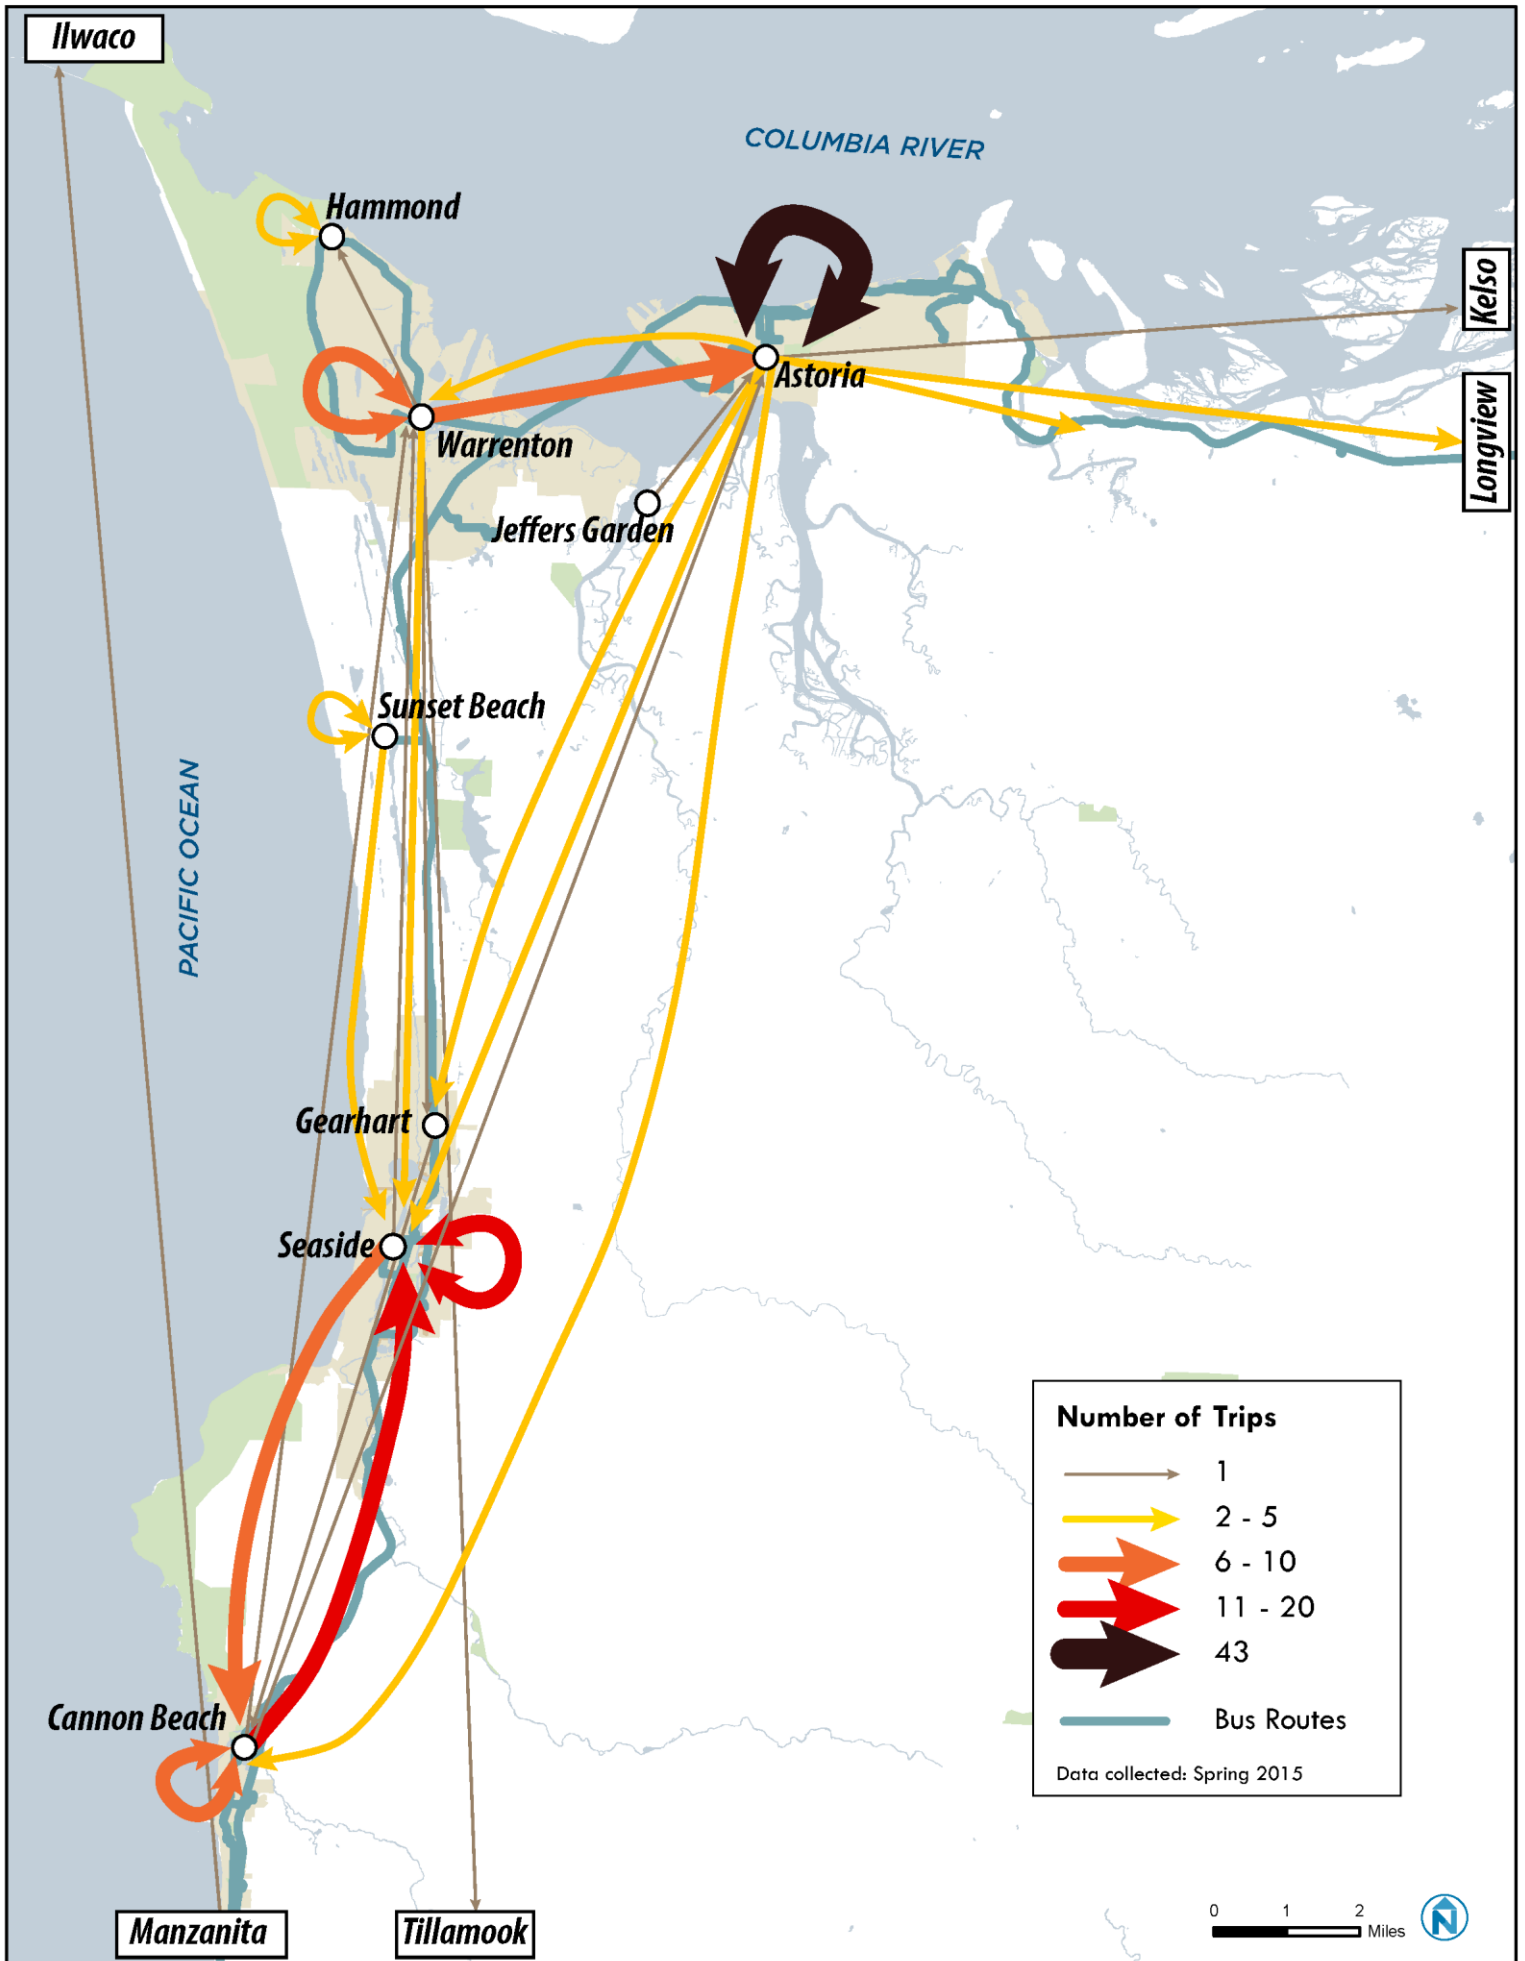 Ilwaco
COLUMBIA RIVER
Hammond
Kelso
Astoria
Longview
Warrenton
Jeffers Garden
Sunset Beach
PACIFIC OCEAN
Gearhart
Seaside
Number of Trips
1
2 - 5
6 - 10
11 - 20
43
Bus Routes
Data collected: Spring 2015
Cannon Beach
Manzanita
Tillamook
0 1 2
Miles
N